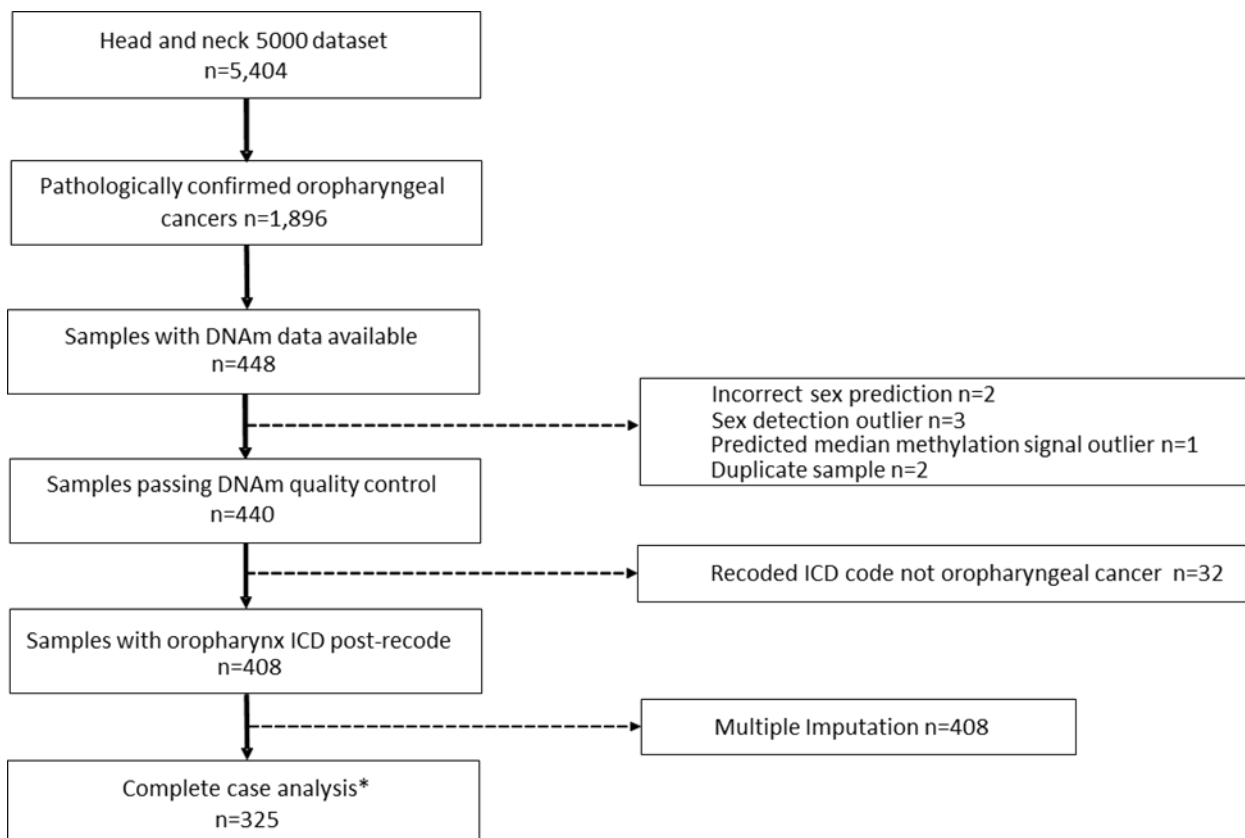 Head and neck 5000 dataset
n=5,404
Pathologically confirmed oropharyngeal
cancers n=1,896
Samples with DNAm data available
n=448
Incorrect sex prediction n=2
Sex detection outlier n=3
Predicted median methylation signal outlier n=1
Duplicate sample n=2
Samples passing DNAm quality control
n=440
Recoded ICD code not oropharyngeal cancer n=32
Samples with oropharynx ICD post-recode
n=408
Multiple Imputation n=408
Complete case analysis*
n=325